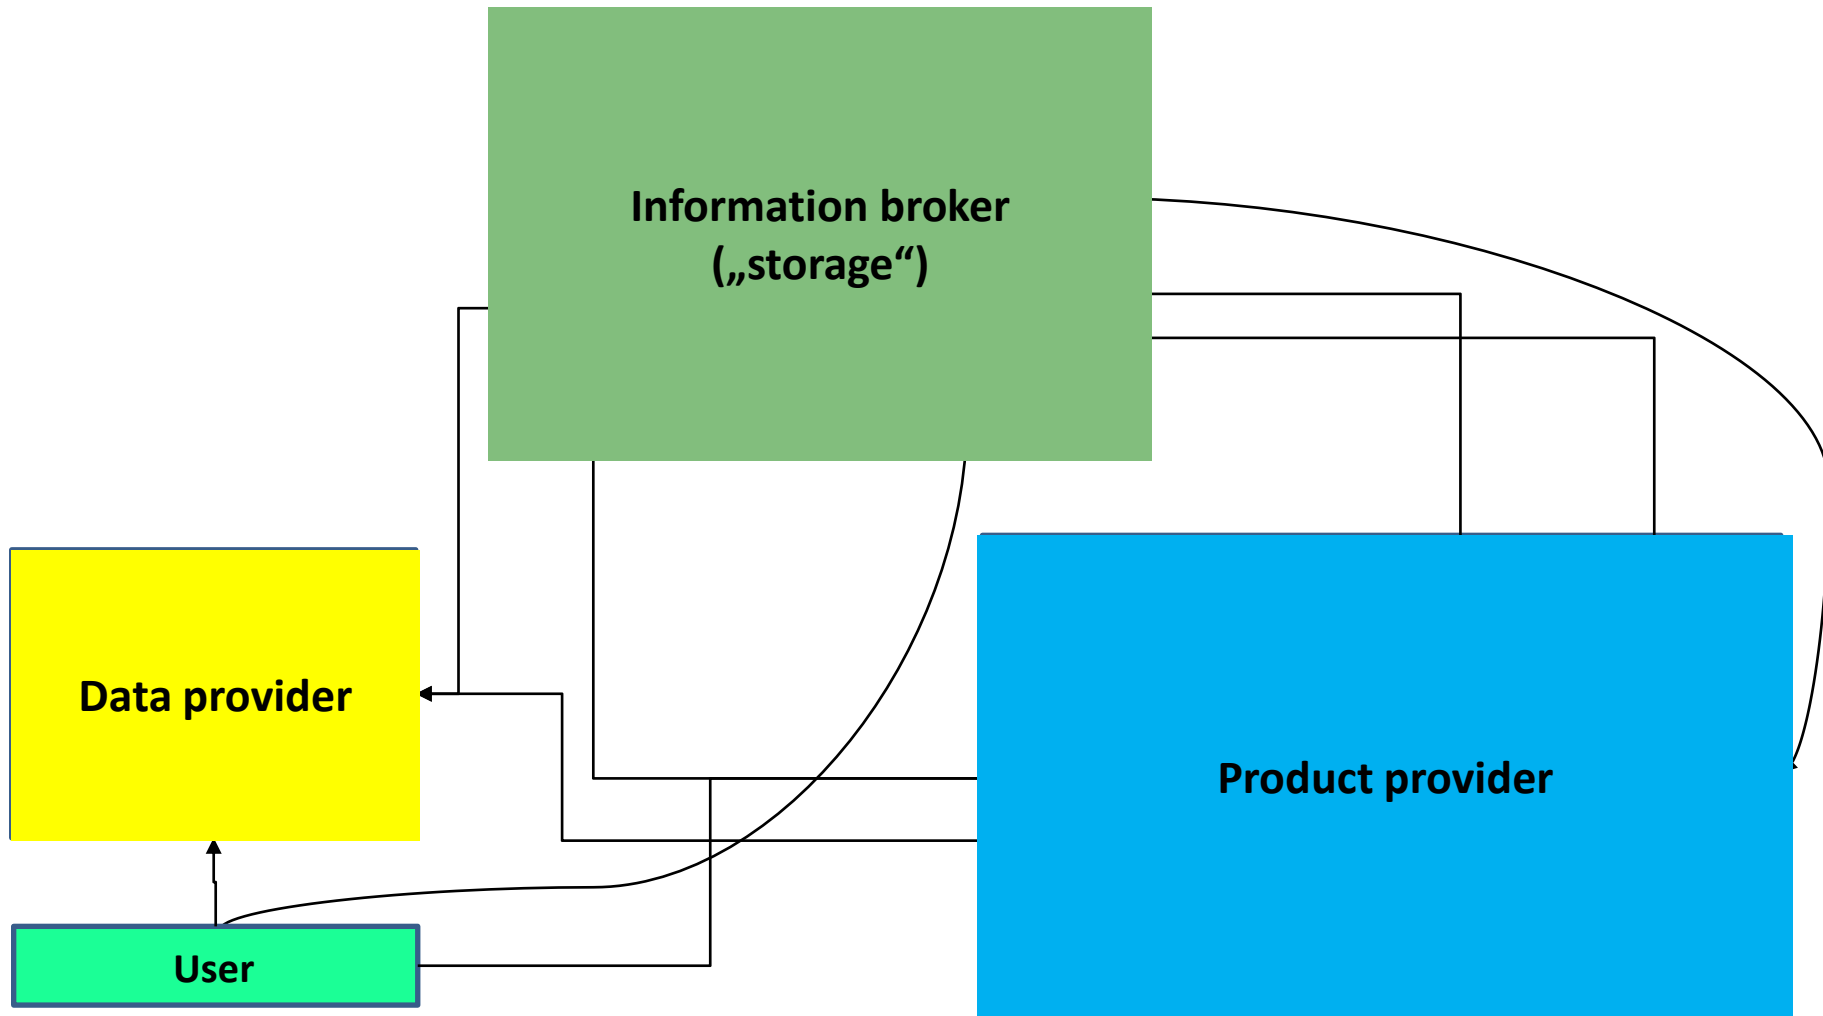 Information broker
(„storage“)
Data provider
Product provider
User